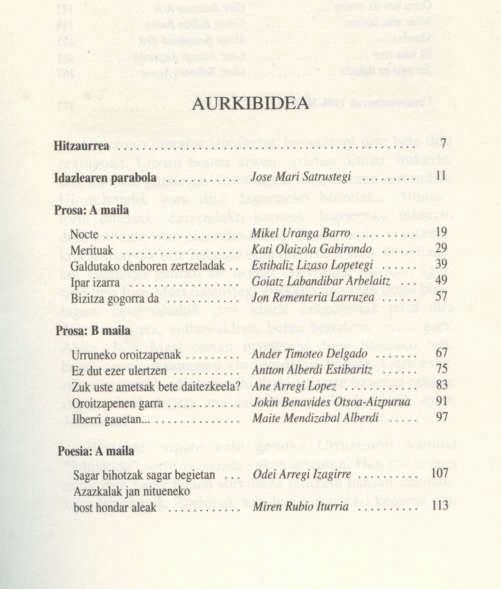 AURKIBIDEA
Hitzaurrea ........................................ 7
Idazlearen parabola ............ Jose Mari Satrustegi ....... 11
Prosa: A maila
Nocte .......................... Mikel Uranga Barro .......... 19
Merituak ..................... Kati Olaizola Gabirondo ...... 29
Galdutako denboren zertzeladak .. Estibaliz Lizaso Lopetegi ...... 39
Ipar izarra .................... Goiatz Labandibar Arbelaitz ... 49
Bizitza gogorra da ............. Jon Rementeria Larruzea ...... 57
Prosa: B maila
Urruneko oroitzapenak ......... Ander Timoteo Delgado ....... 67
Ez dut ezer ulertzen ........... Antton Alberdi Estibaritz ...... 75
Zuk uste ametsak bete daitezkeela? Ane Arregi Lopez ............. 83
Oroitzapenen garra ............. Jokin Benavides Otsoa-Aizpurua 91
Ilberri gauetan... ............... Maite Mendizabal Alberdi ..... 97
Poesia: A maila
Sagar bihotzak sagar begietan ... Odei Arregi Izagirre .......... 107
Azazkalak jan nitueneko
bost hondar aleak ............ Miren Rubio Iturria .......... 113